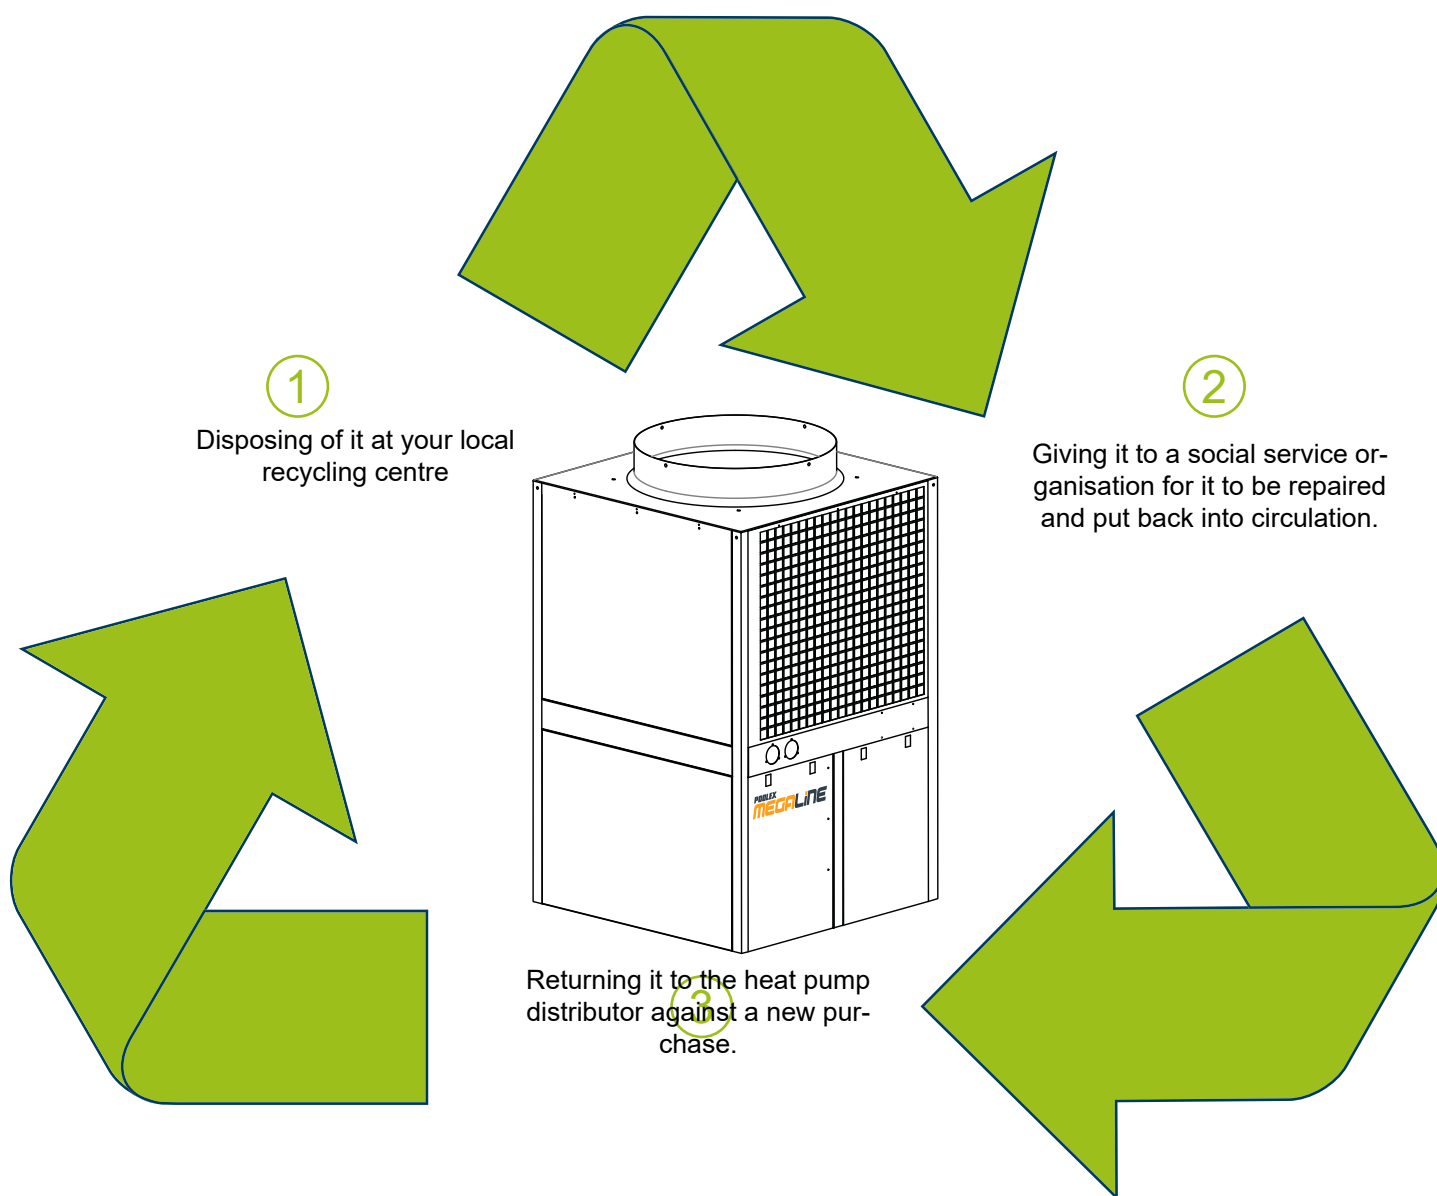 1
Disposing of it at your local
recycling centre
2
Giving it to a social service or-
ganisation for it to be repaired
and put back into circulation.
POOLEX
MEGALINE
3
Returning it to the heat pump
distributor against a new pur-
chase.